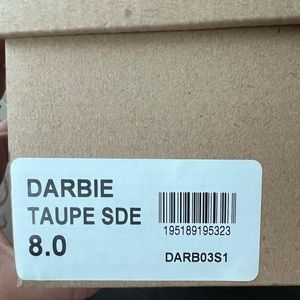 DARBIE
TAUPE SDE
8.0
195189195323
DARB03S1